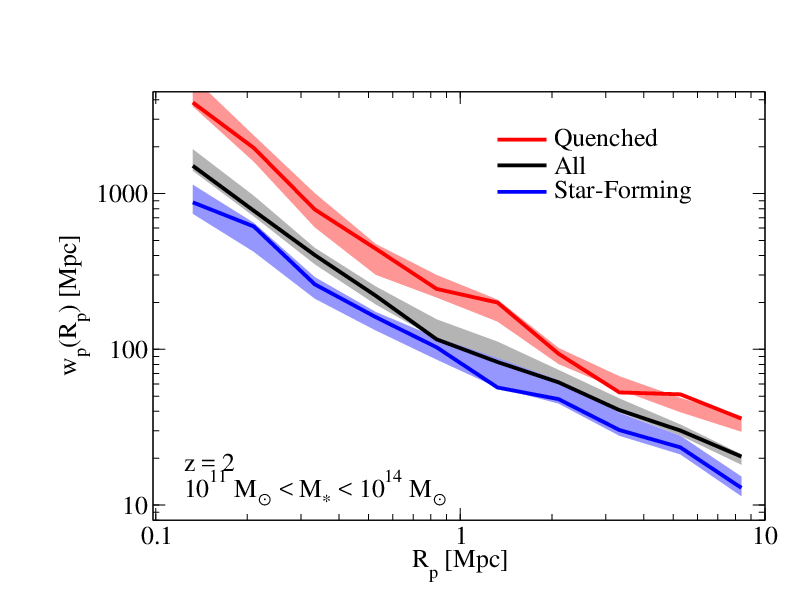 Quenched
All
Star-Forming
1000
100
10
w_p(R_p) [Mpc]
z = 2
10^11 M_⊙ < M_* < 10^14 M_⊙
0.1 1 10
R_p [Mpc]